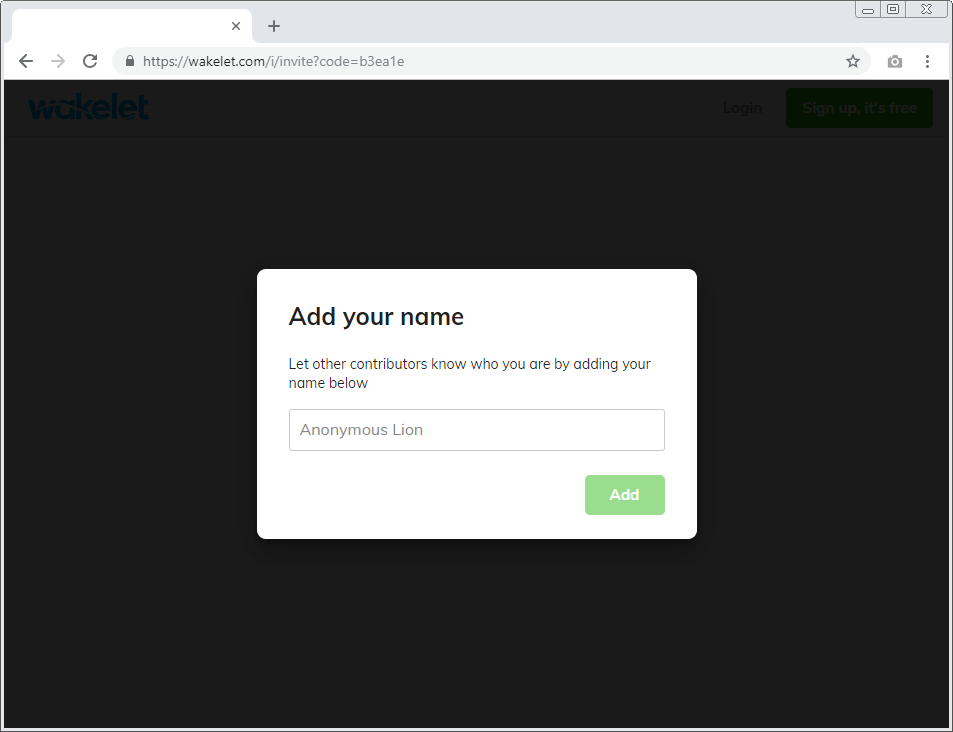 https://wakelet.com/i/invite?code=b3ea1e
wakelet
Login
Sign up, it's free
Add your name
Let other contributors know who you are by adding your
name below
Anonymous Lion
Add